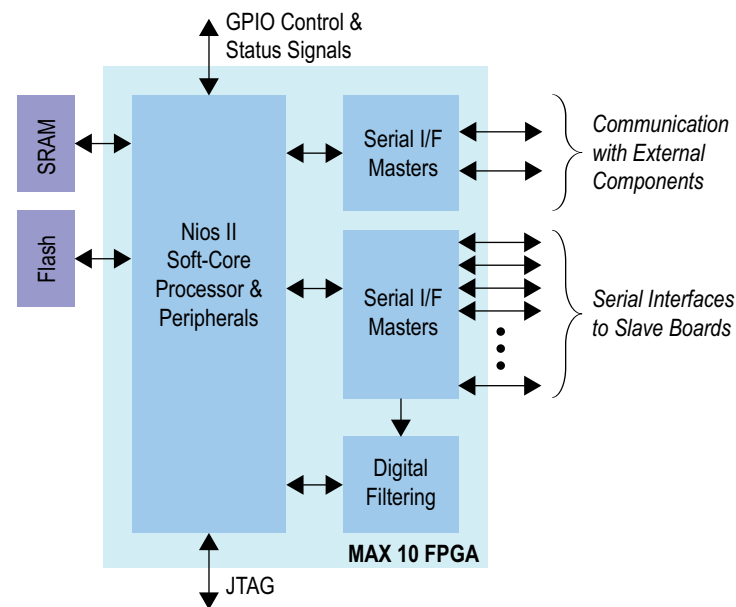 GPIO Control &
Status Signals
SRAM
Flash
Nios II
Soft-Core
Processor &
Peripherals
Serial I/F
Masters
Communication
with External
Components
Serial I/F
Masters
Serial Interfaces
to Slave Boards
Digital
Filtering
MAX 10 FPGA
JTAG